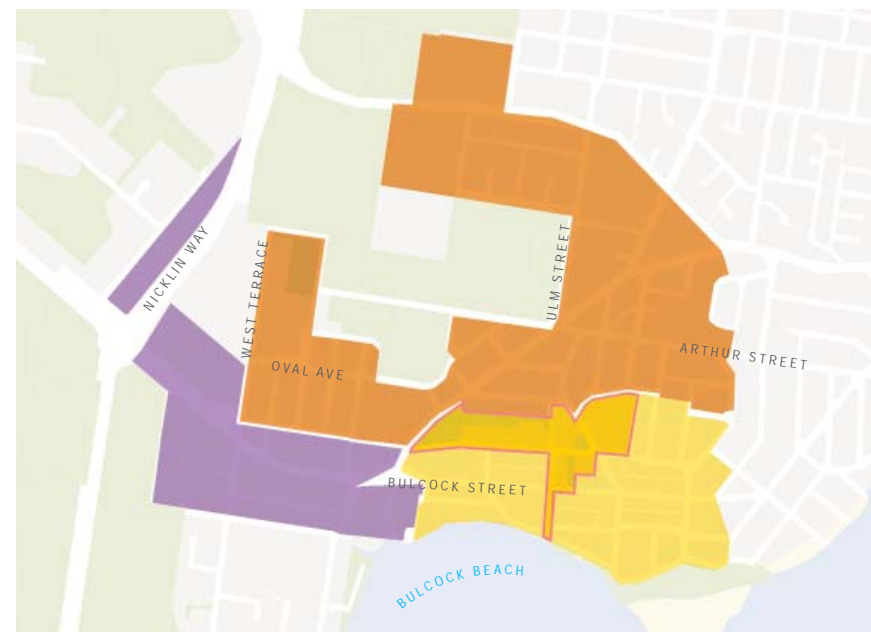 NICKLIN WAY
WEST TERRACE
ULM STREET
ARTHUR STREET
OVAL AVE
BULCOCK STREET
BULCOCK BEACH